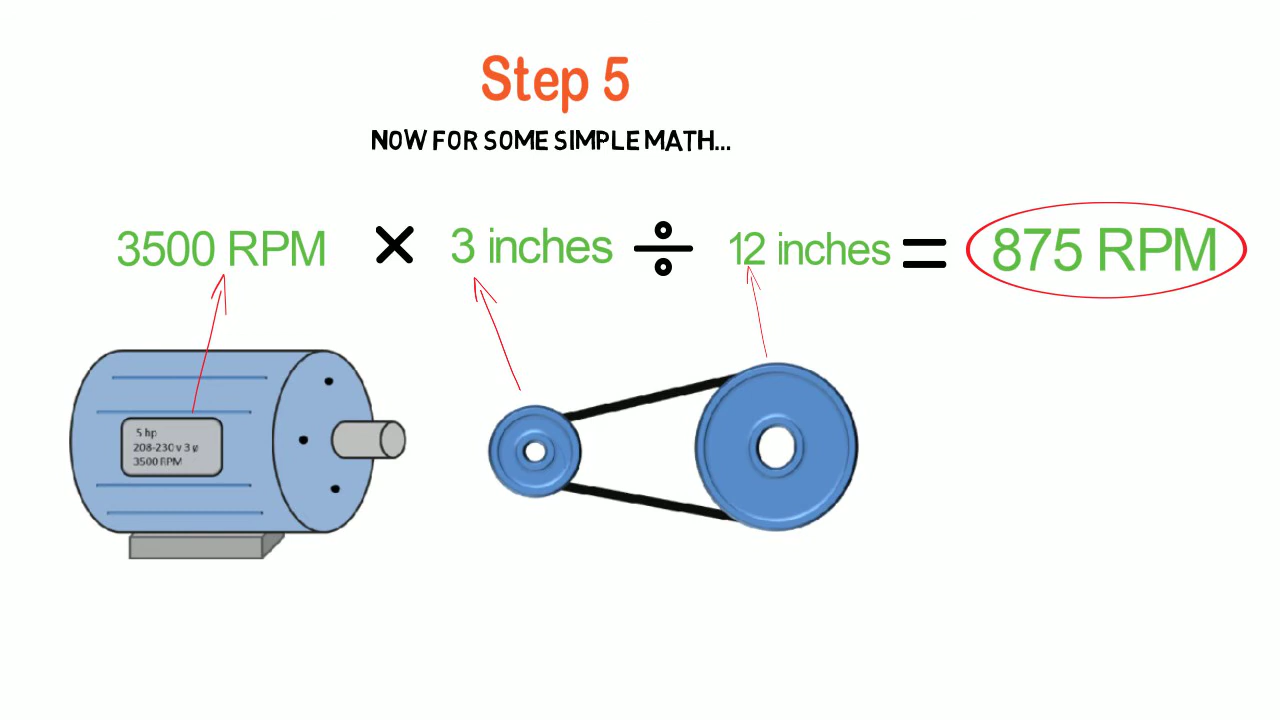 Step 5
NOW FOR SOME SIMPLE MATH...
3500 RPM × 3 inches ÷ 12 inches = 875 RPM
5 hp
208-230 v 3 ø
3500 RPM